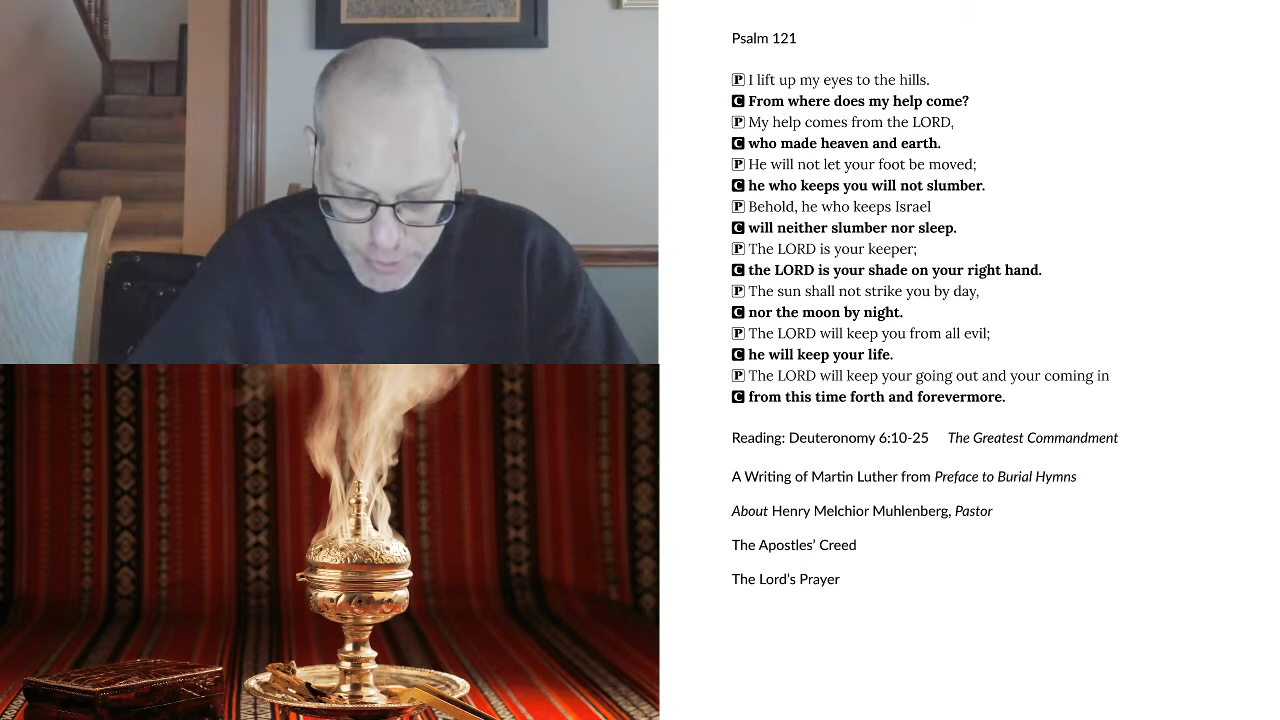 Psalm 121
P I lift up my eyes to the hills.
C From where does my help come?
P My help comes from the LORD,
C who made heaven and earth.
P He will not let your foot be moved;
C he who keeps you will not slumber.
P Behold, he who keeps Israel
C will neither slumber nor sleep.
P The LORD is your keeper;
C the LORD is your shade on your right hand.
P The sun shall not strike you by day,
C nor the moon by night.
P The LORD will keep you from all evil;
C he will keep your life.
P The LORD will keep your going out and your coming in
C from this time forth and forevermore.
Reading: Deuteronomy 6:10-25 The Greatest Commandment
A Writing of Martin Luther from Preface to Burial Hymns
About Henry Melchior Muhlenberg, Pastor
The Apostles’ Creed
The Lord’s Prayer